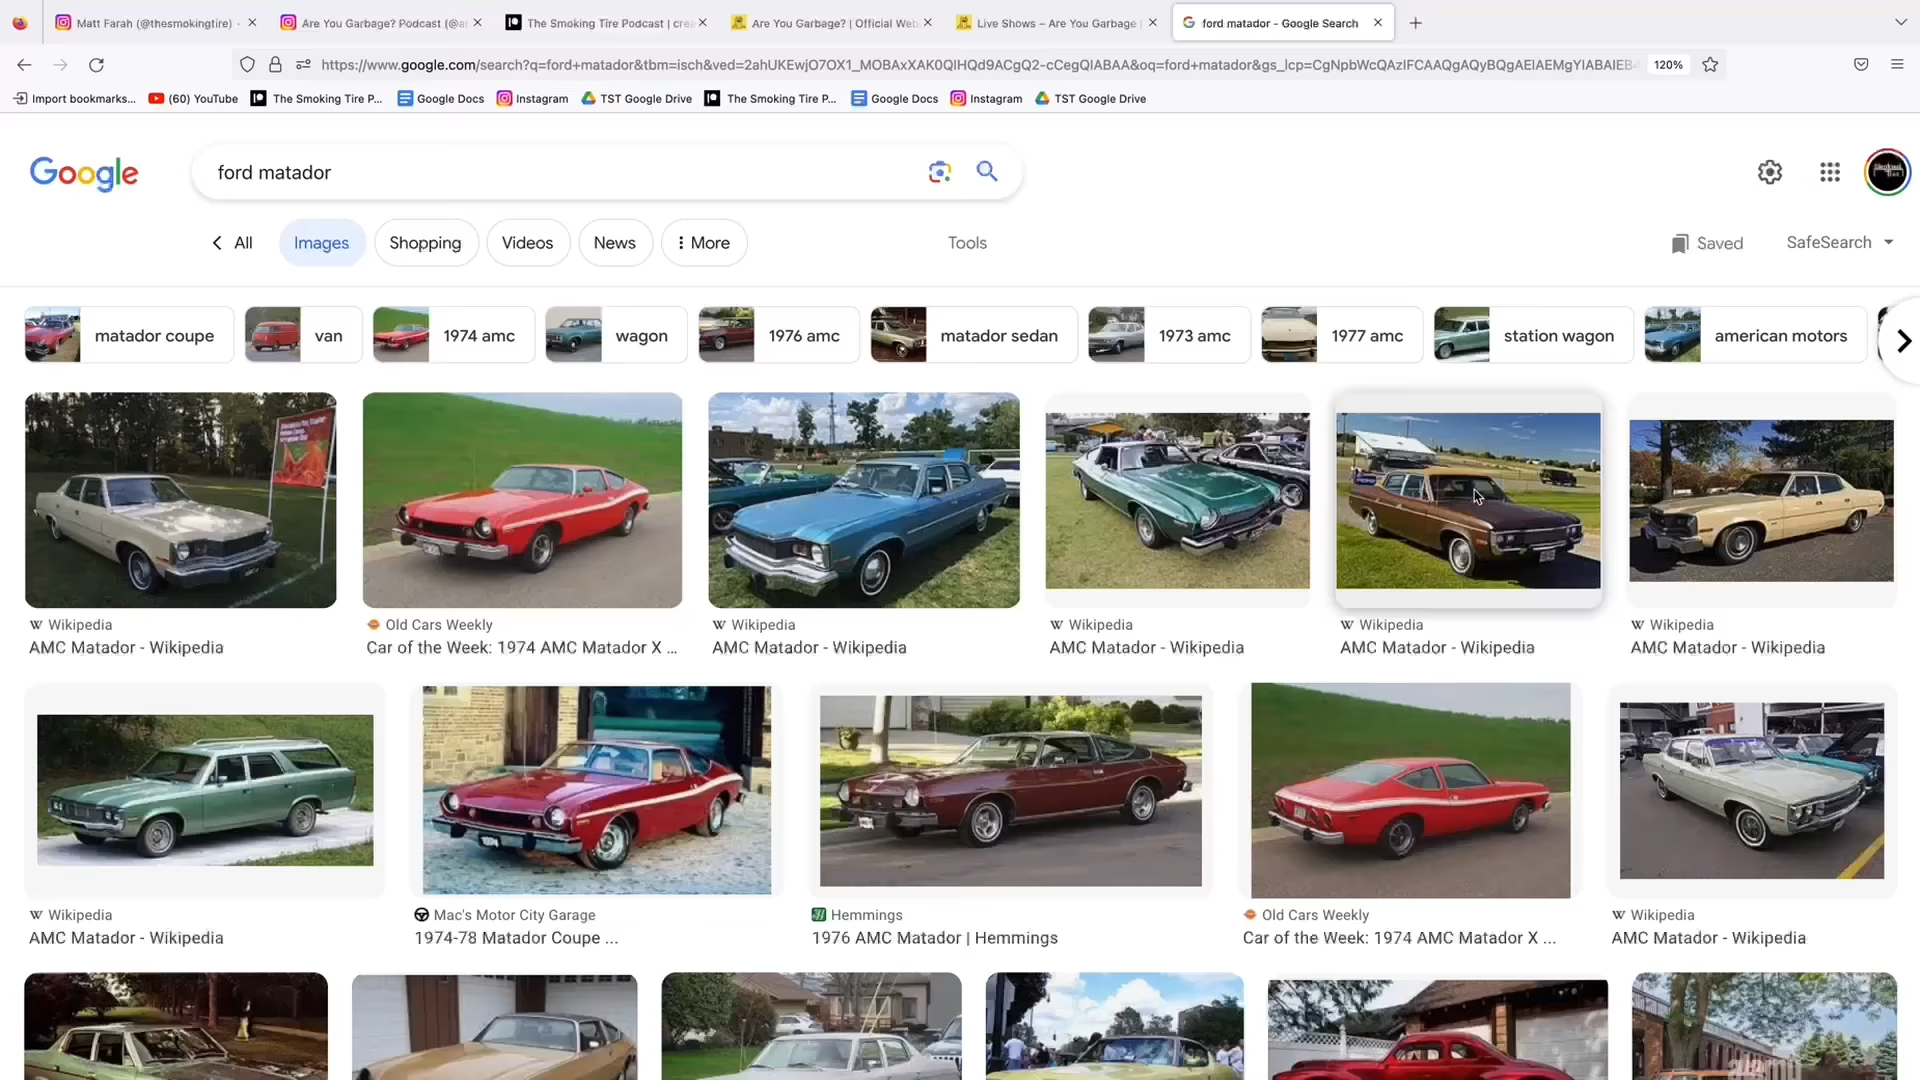 Matt Farah (@thesmokingtire) •
Are You Garbage? Podcast (@a
The Smoking Tire Podcast | crea
Are You Garbage? | Official Web
Live Shows – Are You Garbage
ford matador - Google Search
https://www.google.com/search?q=ford+matador&tbm=isch&ved=2ahUKEwjO7OX1_MOBAxXAK0QIHQd9ACgQ2-cCegQIABAA&oq=ford+matador&gs_lcp=CgNpbWcQAzIFCAAQgAQyBQgAEIAEMgYIABAIEB4
120%
Import bookmarks...
(60) YouTube
The Smoking Tire P...
Google Docs
Instagram
TST Google Drive
The Smoking Tire P...
Google Docs
Instagram
TST Google Drive
Google
ford matador
All
Images
Shopping
Videos
News
More
Tools
Saved
SafeSearch
matador coupe
van
1974 amc
wagon
1976 amc
matador sedan
1973 amc
1977 amc
station wagon
american motors
Wikipedia
AMC Matador - Wikipedia
Old Cars Weekly
Car of the Week: 1974 AMC Matador X ...
Wikipedia
AMC Matador - Wikipedia
Wikipedia
AMC Matador - Wikipedia
Wikipedia
AMC Matador - Wikipedia
Wikipedia
AMC Matador - Wikipedia
Wikipedia
AMC Matador - Wikipedia
Mac's Motor City Garage
1974-78 Matador Coupe ...
Hemmings
1976 AMC Matador | Hemmings
Old Cars Weekly
Car of the Week: 1974 AMC Matador X ...
Wikipedia
AMC Matador - Wikipedia